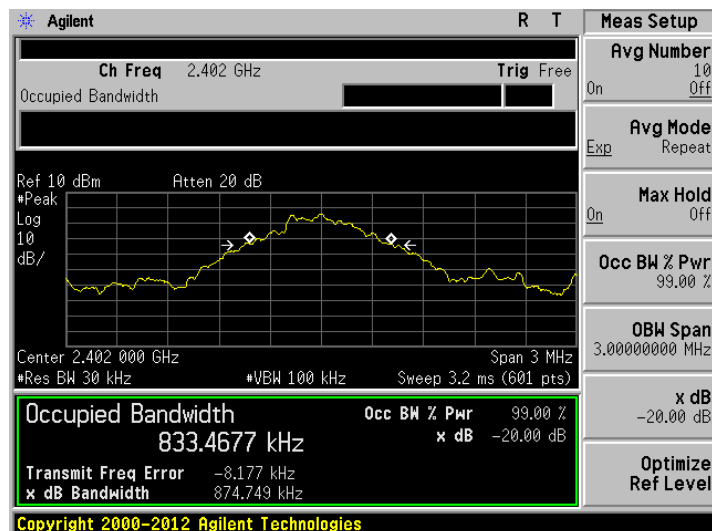 Agilent R T Meas Setup
Ch Freq 2.402 GHz Trig Free
Occupied Bandwidth
Ref 10 dBm Atten 20 dB
#Peak
Log
10
dB/
Center 2.402 000 GHz Span 3 MHz
#Res BW 30 kHz #VBW 100 kHz Sweep 3.2 ms (601 pts)
Occupied Bandwidth Occ BW % Pwr 99.00 %
833.4677 kHz x dB -20.00 dB
Transmit Freq Error -8.177 kHz
x dB Bandwidth 874.749 kHz
Avg Number
10
On Off
Avg Mode
Exp Repeat
Max Hold
On Off
Occ BW % Pwr
99.00 %
OBW Span
3.00000000 MHz
x dB
-20.00 dB
Optimize
Ref Level
Copyright 2000-2012 Agilent Technologies